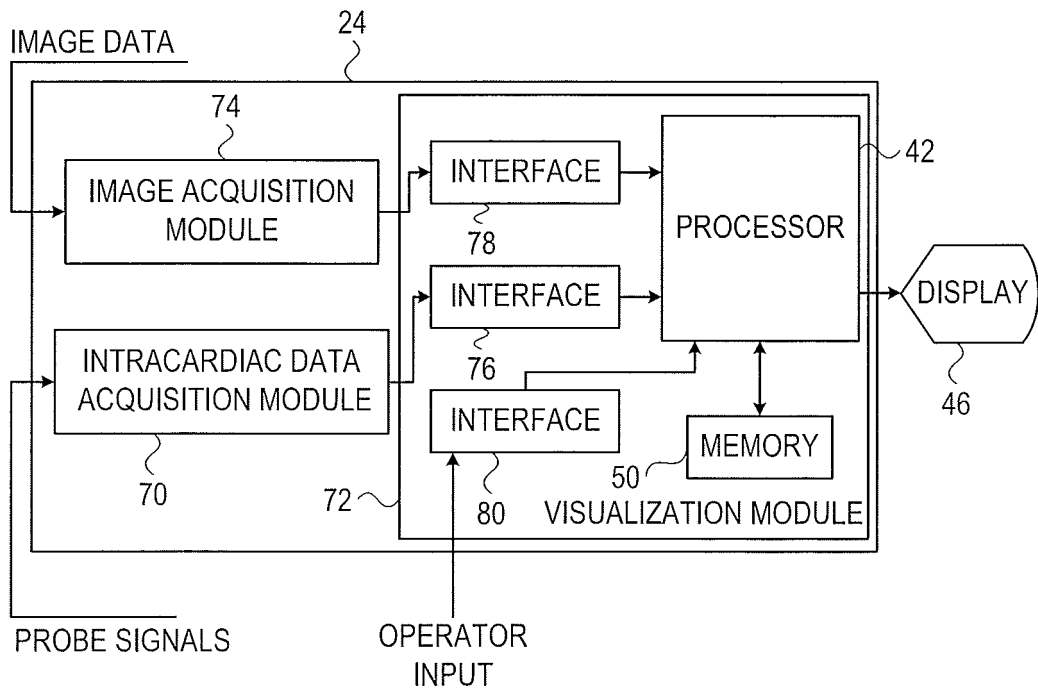 IMAGE DATA
24
74
IMAGE ACQUISITION
MODULE
INTERFACE
78
PROCESSOR
42
INTERFACE
76
DISPLAY
46
INTRACARDIAC DATA
ACQUISITION MODULE
70
INTERFACE
80
MEMORY
50
72
VISUALIZATION MODULE
PROBE SIGNALS
OPERATOR
INPUT